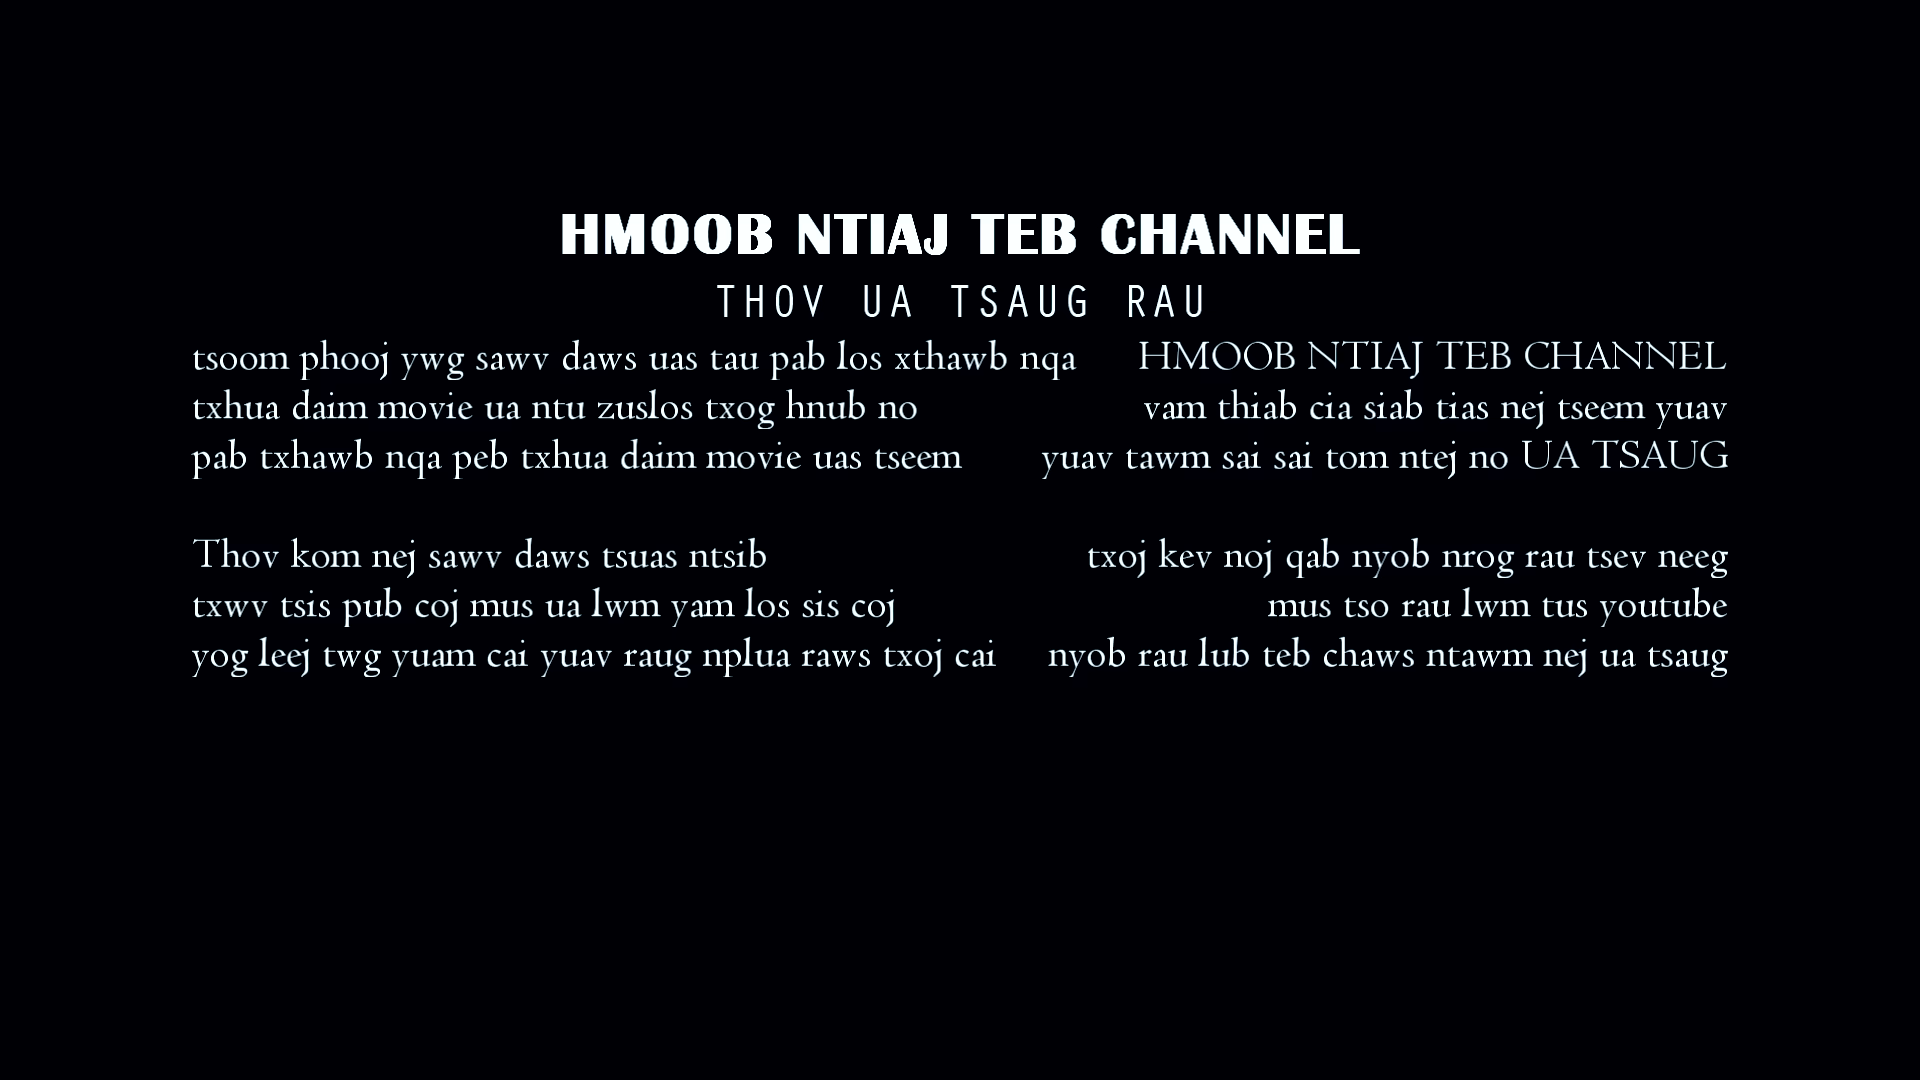 HMOOB NTIAJ TEB CHANNEL
THOV UA TSAUG RAU
tsoom phooj ywg sawv daws uas tau pab los xthawb nqa HMOOB NTIAJ TEB CHANNEL
txhua daim movie ua ntu zuslos txog hnub no vam thiab cia siab tias nej tseem yuav
pab txhawb nqa peb txhua daim movie uas tseem yuav tawm sai sai tom ntej no UA TSAUG
Thov kom nej sawv daws tsuas ntsib txoj kev noj qab nyob nrog rau tsev neeg
txwv tsis pub coj mus ua lwm yam los sis coj mus tso rau lwm tus youtube
yog leej twg yuam cai yuav raug nplua raws txoj cai nyob rau lub teb chaws ntawm nej ua tsaug